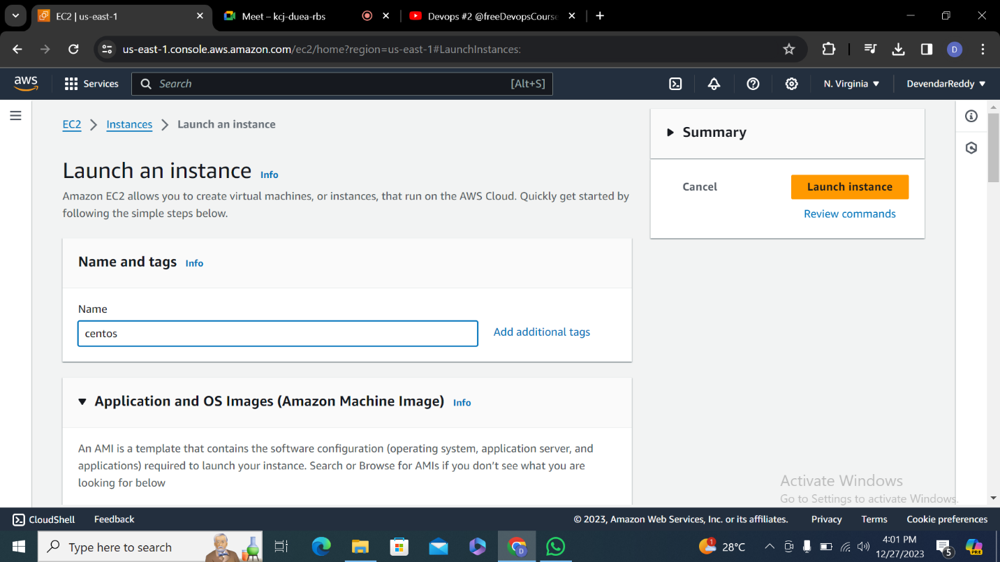 EC2 | us-east-1
Meet – kcj-duea-rbs
Devops #2 @freeDevopsCourse
us-east-1.console.aws.amazon.com/ec2/home?region=us-east-1#LaunchInstances:
D
aws
Services
Search
[Alt+S]
N. Virginia
DevendarReddy
EC2
Instances
Launch an instance
Launch an instance Info
Amazon EC2 allows you to create virtual machines, or instances, that run on the AWS Cloud. Quickly get started by
following the simple steps below.
Name and tags Info
Name
centos
Add additional tags
Application and OS Images (Amazon Machine Image) Info
An AMI is a template that contains the software configuration (operating system, application server, and
applications) required to launch your instance. Search or Browse for AMIs if you don't see what you are
looking for below
Summary
Cancel
Launch instance
Review commands
Activate Windows
Go to Settings to activate Windows.
CloudShell
Feedback
© 2023, Amazon Web Services, Inc. or its affiliates.
Privacy
Terms
Cookie preferences
Type here to search
D
1
28°C
4:01 PM
12/27/2023
5
PRE